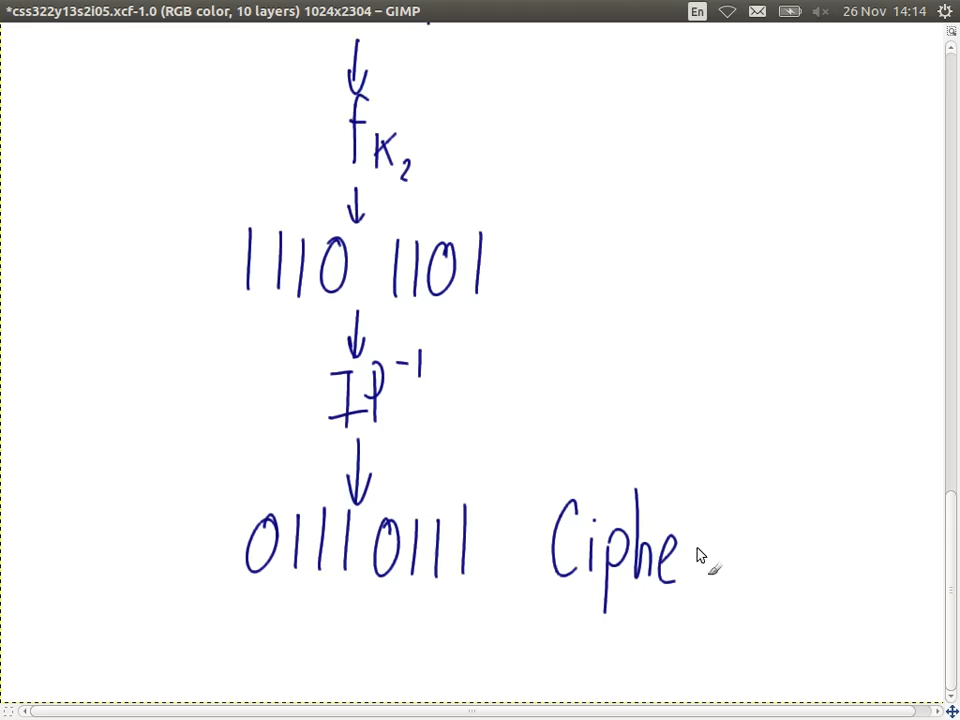 *css322y13s2i05.xcf-1.0 (RGB color, 10 layers) 1024x2304 – GIMP
En
26 Nov 14:14
f K2
1110 1101
IP-1
01110111 Ciphe